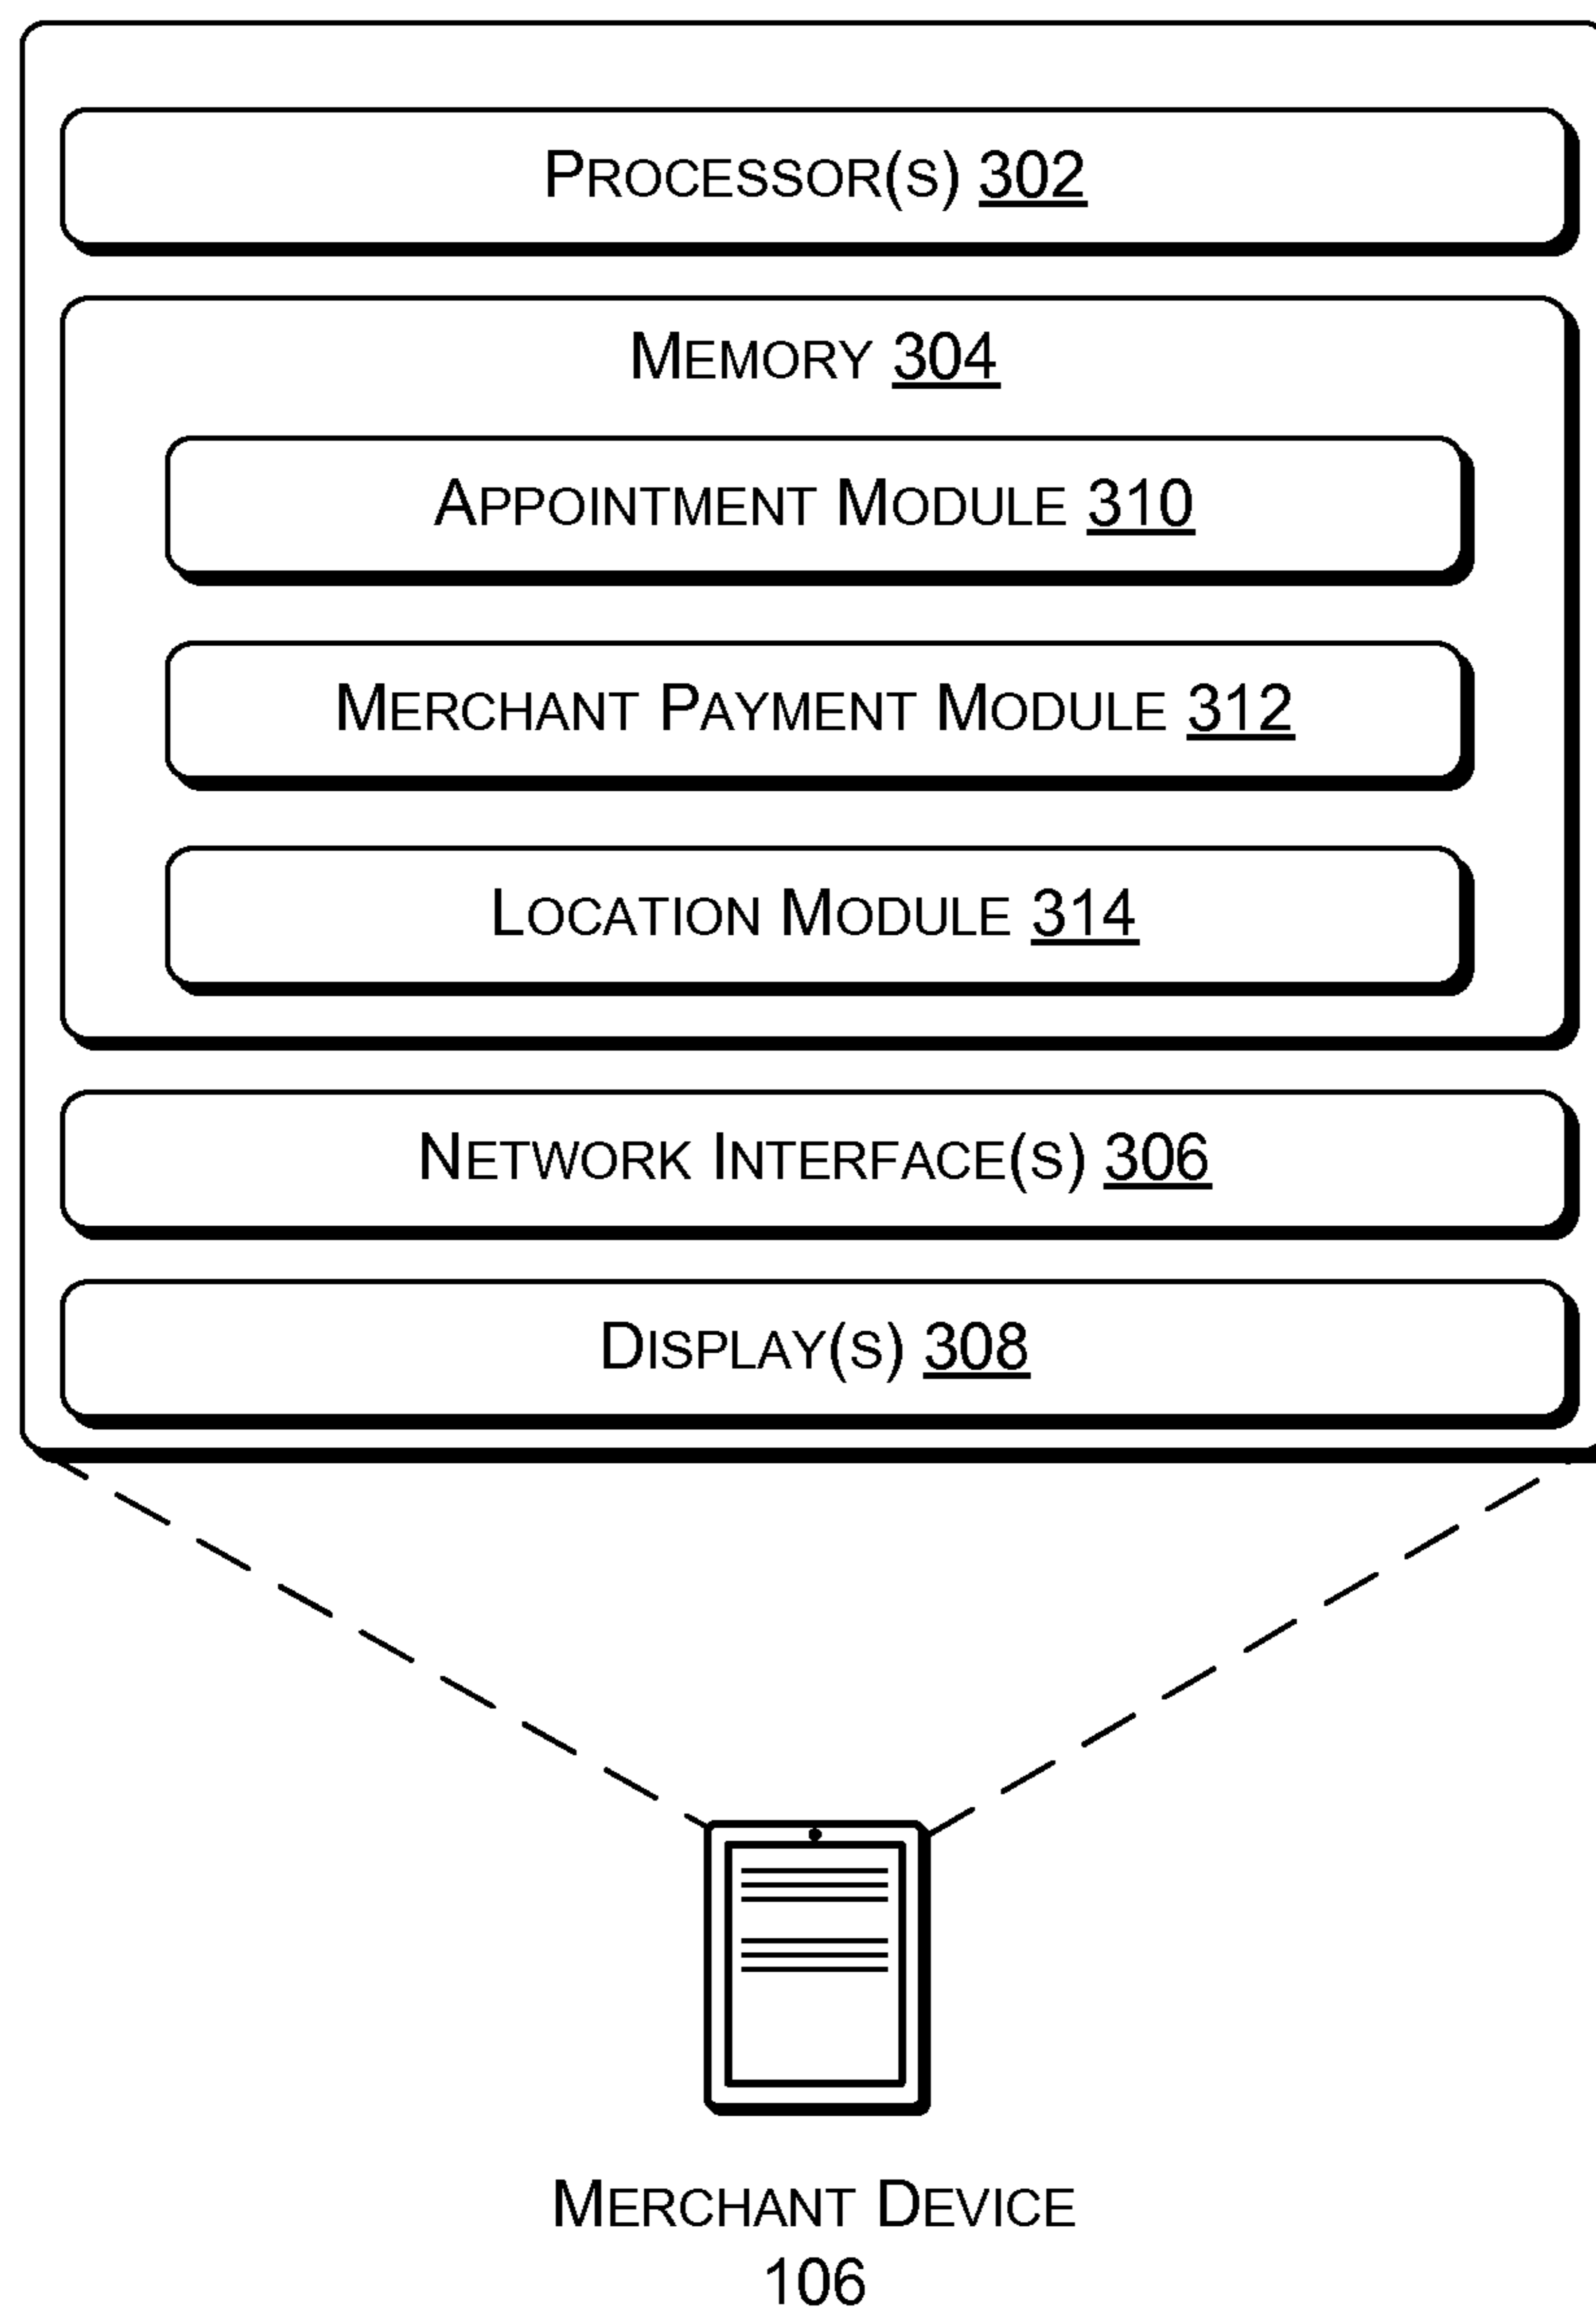 PROCESSOR(S) 302
MEMORY 304
APPOINTMENT MODULE 310
MERCHANT PAYMENT MODULE 312
LOCATION MODULE 314
NETWORK INTERFACE(S) 306
DISPLAY(S) 308
MERCHANT DEVICE
106